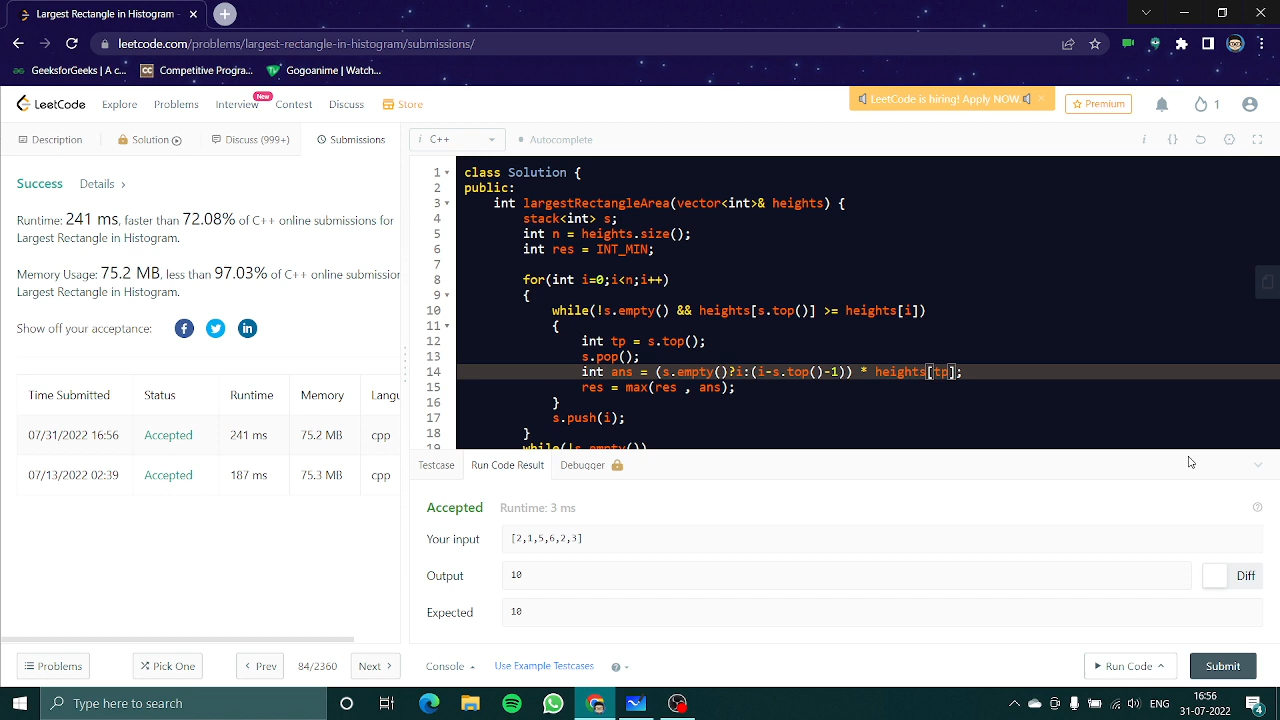 Largest Rectangle in Histogram -
leetcode.com/problems/largest-rectangle-in-histogram/submissions/
GeeksforGeeks | A c...
CC Competitive Progra...
Gogoanime | Watch...
LeetCode Explore Problems Interview New Contest Discuss Store
LeetCode is hiring! Apply NOW. × Premium 1
Description Solution Discuss (999+) Submissions
i C++ Autocomplete i {}
Success Details ›
Runtime: 241 ms, faster than 72.08% of C++ online submissions for
Largest Rectangle in Histogram.
Memory Usage: 75.2 MB, less than 97.03% of C++ online submission
Largest Rectangle in Histogram.
Show off your acceptance:
Time Submitted Status Runtime Memory Langu
07/31/2022 16:56 Accepted 241 ms 75.2 MB cpp
07/13/2022 02:39 Accepted 187 ms 75.3 MB cpp
1 class Solution {
2 public:
3 int largestRectangleArea(vector<int>& heights) {
4 stack<int> s;
5 int n = heights.size();
6 int res = INT_MIN;
7
8 for(int i=0;i<n;i++)
9 {
10 while(!s.empty() && heights[s.top()] >= heights[i])
11 {
12 int tp = s.top();
13 s.pop();
14 int ans = (s.empty()?i:(i-s.top()-1)) * heights[tp];
15 res = max(res , ans);
16 }
17 s.push(i);
18 }
19 while(!s.empty())
Testcase Run Code Result Debugger
Accepted Runtime: 3 ms
Your input [2,1,5,6,2,3]
Output 10 Diff
Expected 10
Problems Pick One ‹ Prev 84/2360 Next ›
Console Use Example Testcases Run Code Submit
Type here to search
ENG 16:56
31-07-2022
4